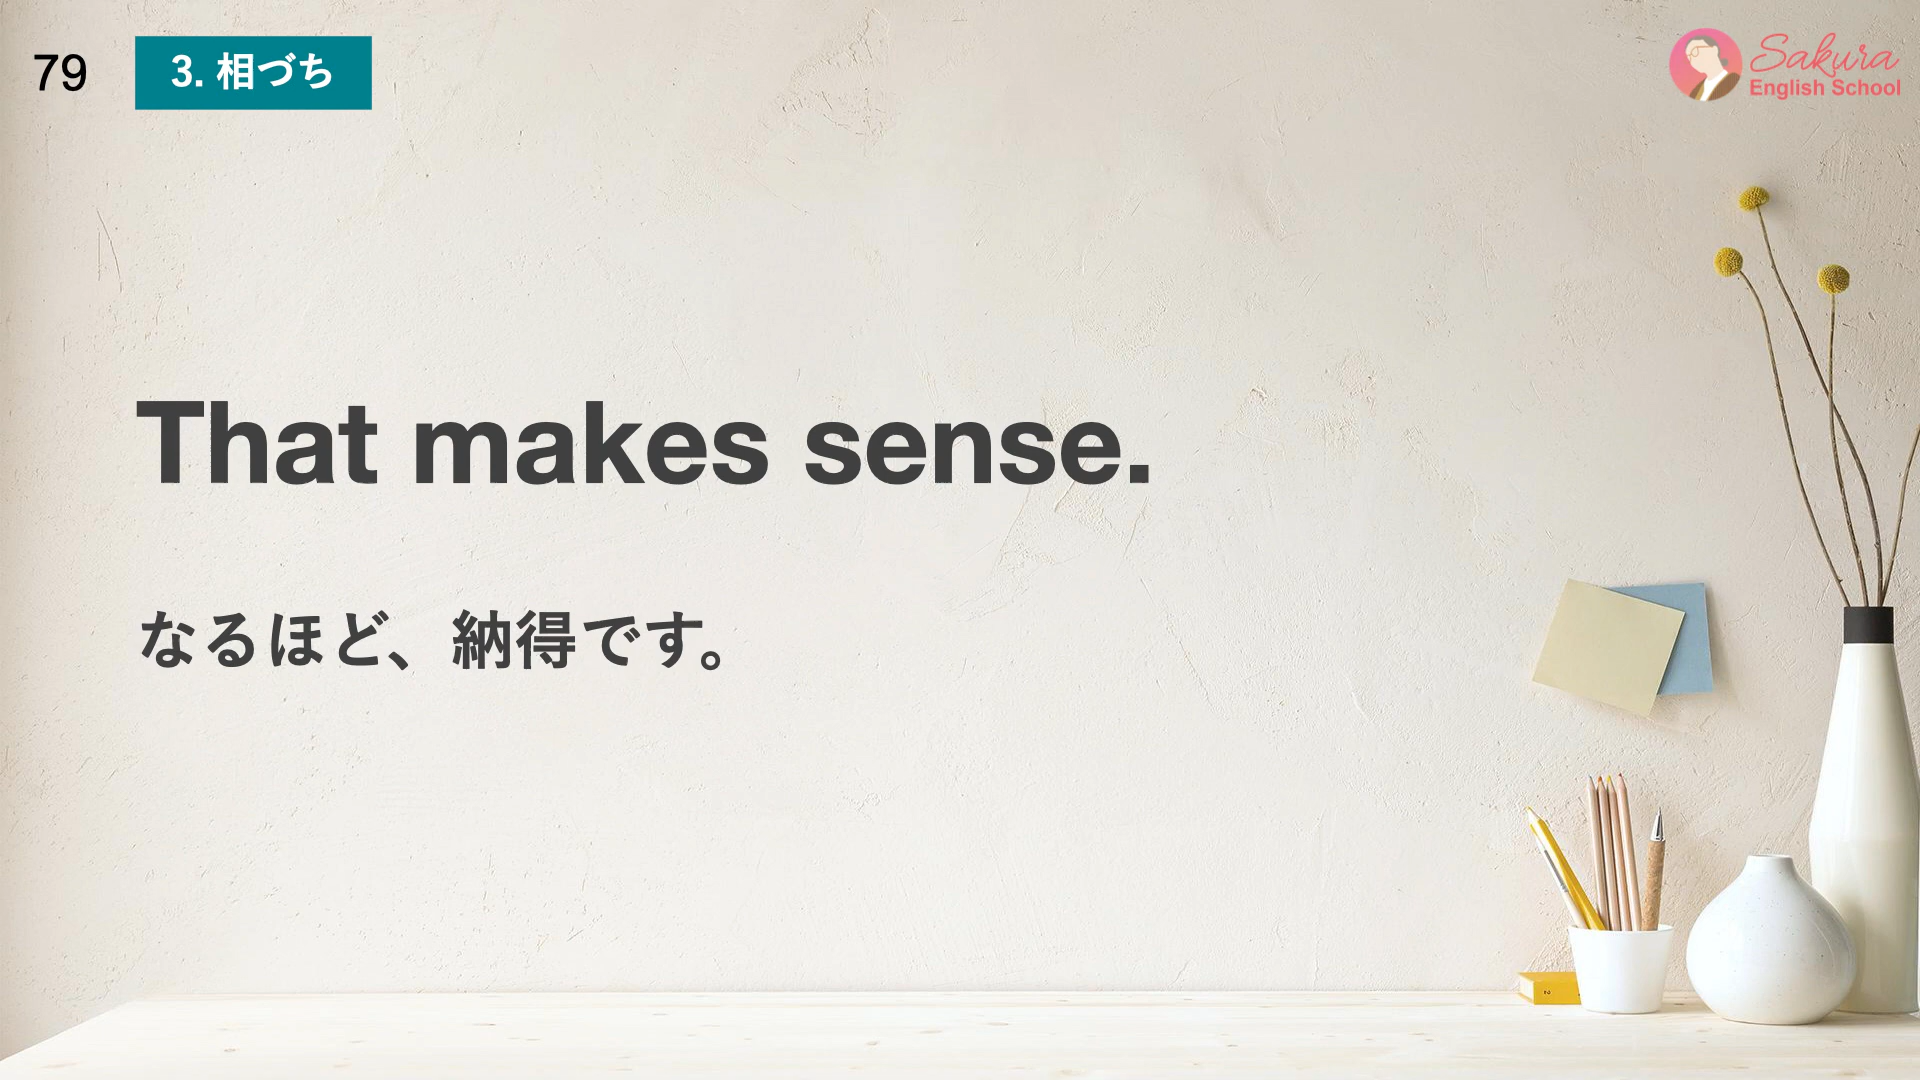 79
3. 相づち
Sakura
English School
That makes sense.
なるほど、納得です。